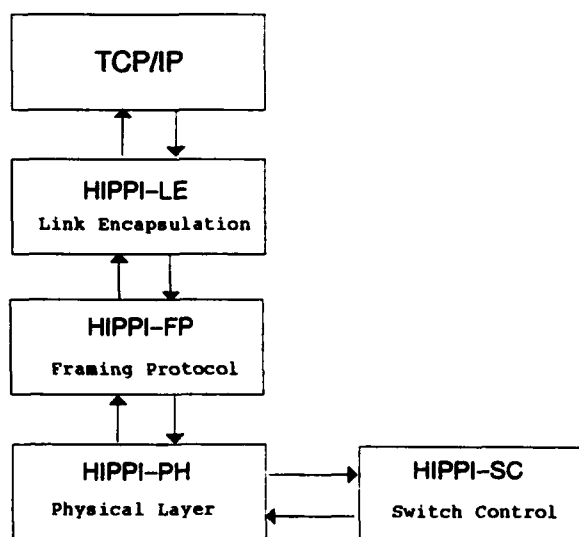 TCP/IP
HIPPI-LE
Link Encapsulation
HIPPI-FP
Framing Protocol
HIPPI-PH
Physical Layer
HIPPI-SC
Switch Control